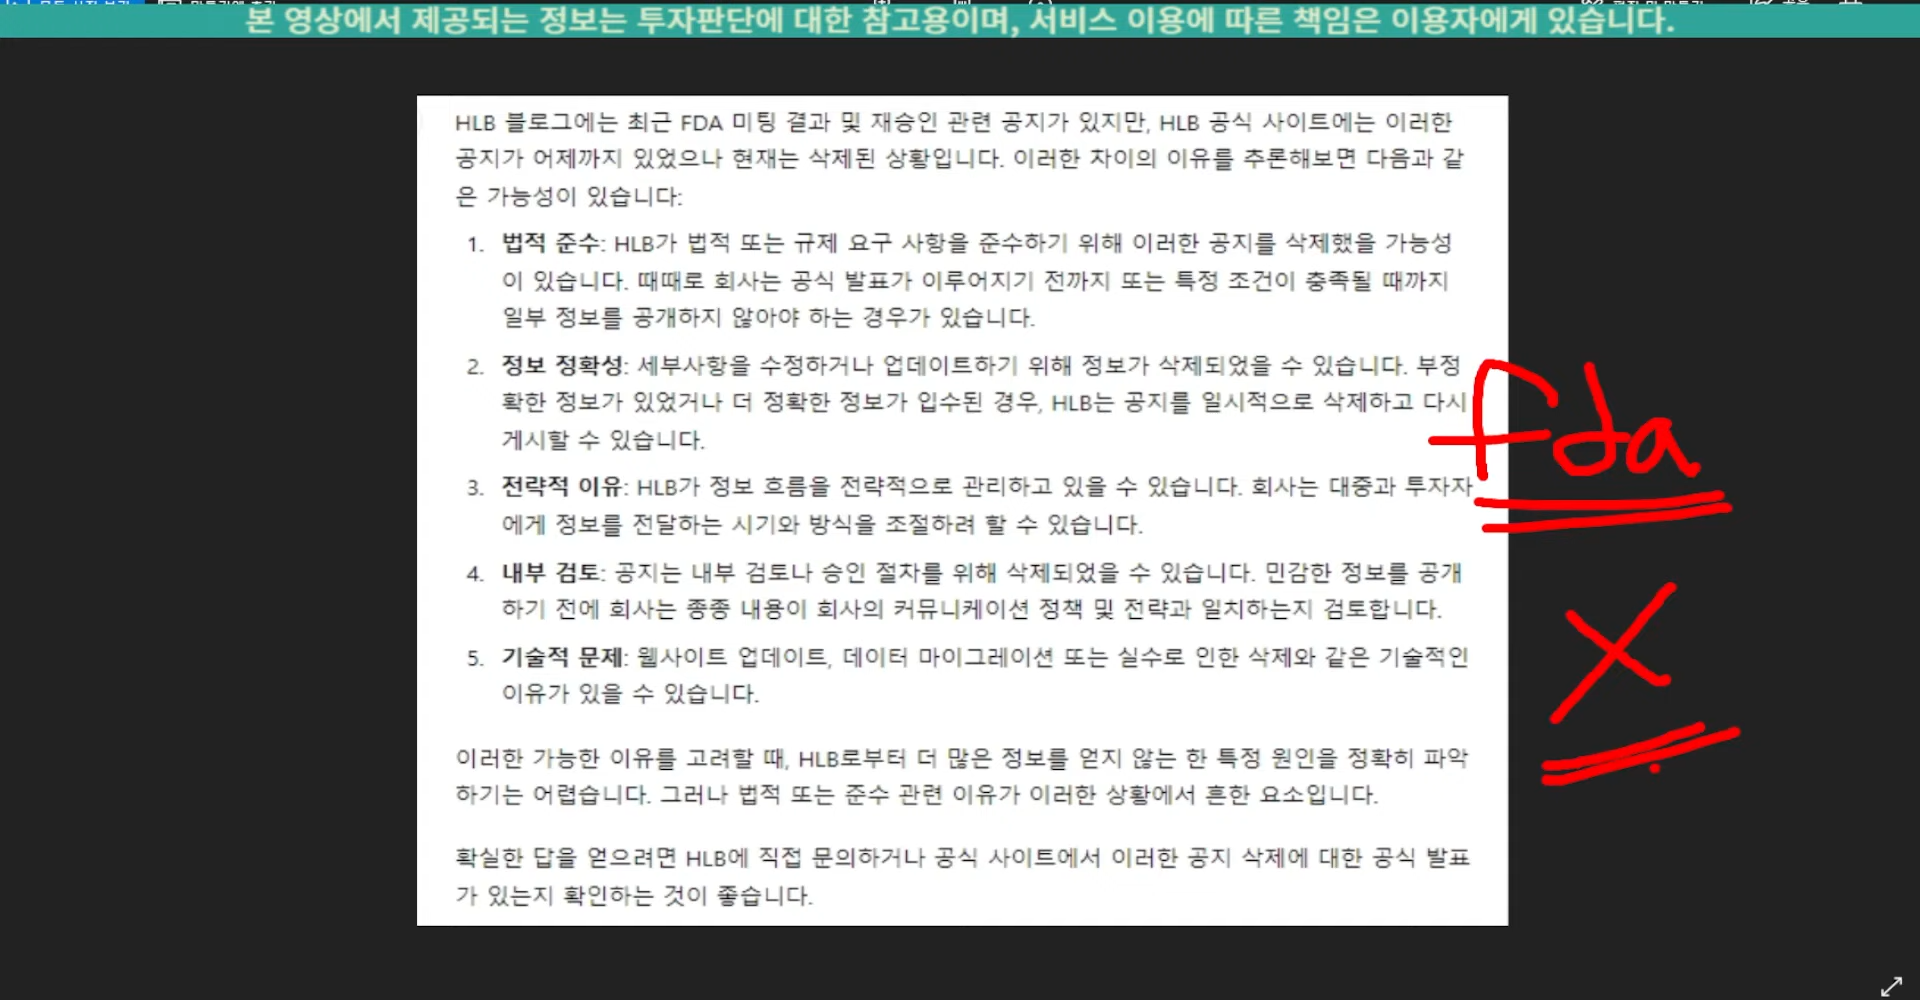 본 영상에서 제공되는 정보는 투자판단에 대한 참고용이며, 서비스 이용에 따른 책임은 이용자에게 있습니다.
HLB 블로그에는 최근 FDA 미팅 결과 및 재승인 관련 공지가 있지만, HLB 공식 사이트에는 이러한
공지가 어제까지 있었으나 현재는 삭제된 상황입니다. 이러한 차이의 이유를 추론해보면 다음과 같
은 가능성이 있습니다:
1. 법적 준수: HLB가 법적 또는 규제 요구 사항을 준수하기 위해 이러한 공지를 삭제했을 가능성
이 있습니다. 때때로 회사는 공식 발표가 이루어지기 전까지 또는 특정 조건이 충족될 때까지
일부 정보를 공개하지 않아야 하는 경우가 있습니다.
2. 정보 정확성: 세부사항을 수정하거나 업데이트하기 위해 정보가 삭제되었을 수 있습니다. 부정
확한 정보가 있었거나 더 정확한 정보가 입수된 경우, HLB는 공지를 일시적으로 삭제하고 다시
게시할 수 있습니다.
fda
3. 전략적 이유: HLB가 정보 흐름을 전략적으로 관리하고 있을 수 있습니다. 회사는 대중과 투자자
에게 정보를 전달하는 시기와 방식을 조절하려 할 수 있습니다.
4. 내부 검토: 공지는 내부 검토나 승인 절차를 위해 삭제되었을 수 있습니다. 민감한 정보를 공개
하기 전에 회사는 종종 내용이 회사의 커뮤니케이션 정책 및 전략과 일치하는지 검토합니다.
X
5. 기술적 문제: 웹사이트 업데이트, 데이터 마이그레이션 또는 실수로 인한 삭제와 같은 기술적인
이유가 있을 수 있습니다.
이러한 가능한 이유를 고려할 때, HLB로부터 더 많은 정보를 얻지 않는 한 특정 원인을 정확히 파악
하기는 어렵습니다. 그러나 법적 또는 준수 관련 이유가 이러한 상황에서 흔한 요소입니다.
확실한 답을 얻으려면 HLB에 직접 문의하거나 공식 사이트에서 이러한 공지 삭제에 대한 공식 발표
가 있는지 확인하는 것이 좋습니다.